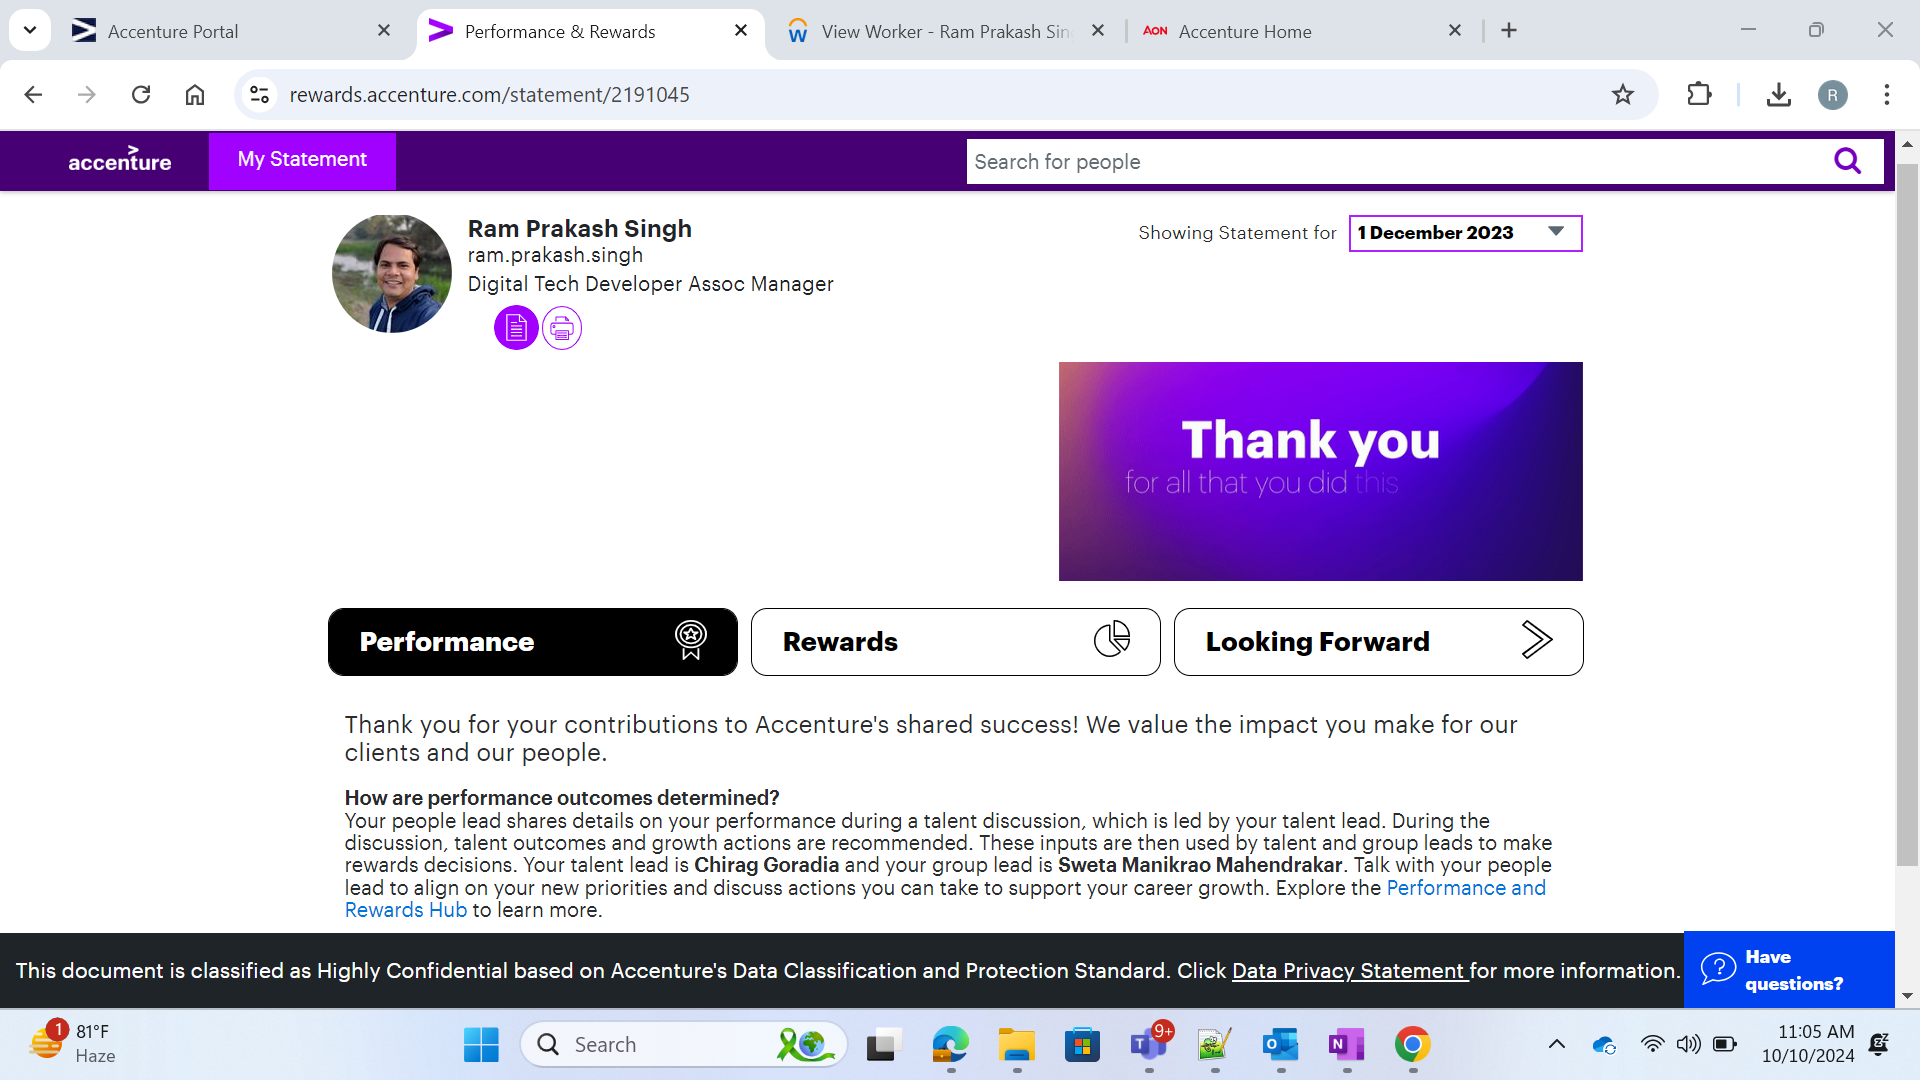 Accenture Portal
Performance & Rewards
View Worker - Ram Prakash Sin
AON Accenture Home
rewards.accenture.com/statement/2191045
R
accenture
My Statement
Search for people
Ram Prakash Singh
ram.prakash.singh
Digital Tech Developer Assoc Manager
Showing Statement for
1 December 2023
Thank you
for all that you did this
Performance
Rewards
Looking Forward
Thank you for your contributions to Accenture's shared success! We value the impact you make for our
clients and our people.
How are performance outcomes determined?
Your people lead shares details on your performance during a talent discussion, which is led by your talent lead. During the
discussion, talent outcomes and growth actions are recommended. These inputs are then used by talent and group leads to make
rewards decisions. Your talent lead is Chirag Goradia and your group lead is Sweta Manikrao Mahendrakar. Talk with your people
lead to align on your new priorities and discuss actions you can take to support your career growth. Explore the Performance and
Rewards Hub to learn more.
This document is classified as Highly Confidential based on Accenture's Data Classification and Protection Standard. Click Data Privacy Statement for more information.
Have
questions?
1
81°F
Haze
Search
9+
11:05 AM
10/10/2024